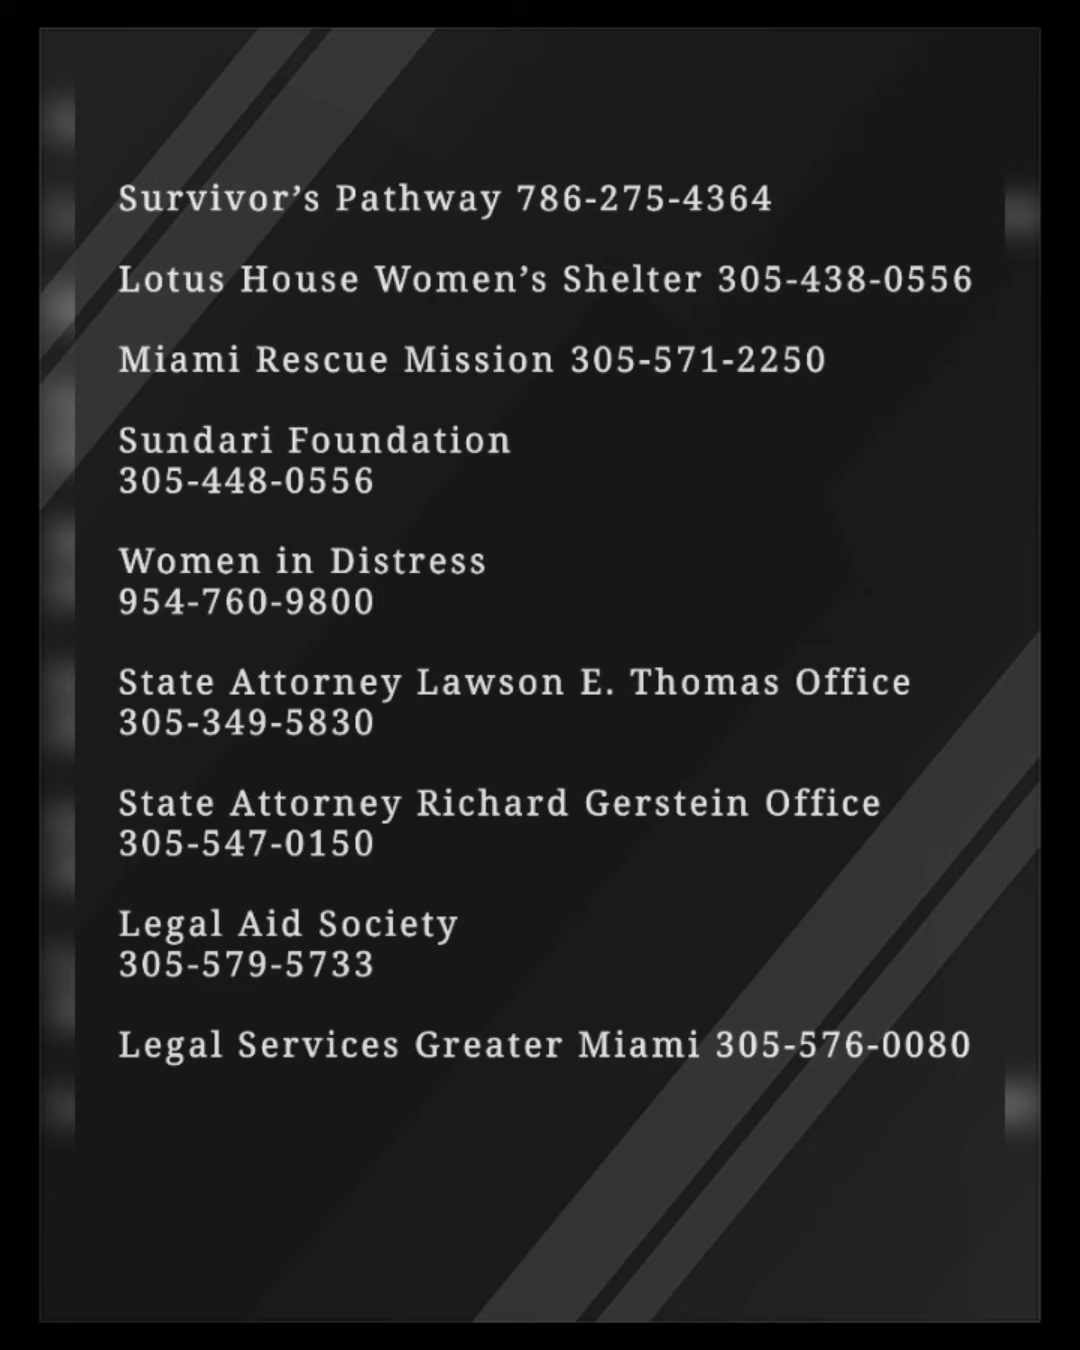 Survivor’s Pathway 786-275-4364
Lotus House Women’s Shelter 305-438-0556
Miami Rescue Mission 305-571-2250
Sundari Foundation
305-448-0556
Women in Distress
954-760-9800
State Attorney Lawson E. Thomas Office
305-349-5830
State Attorney Richard Gerstein Office
305-547-0150
Legal Aid Society
305-579-5733
Legal Services Greater Miami 305-576-0080